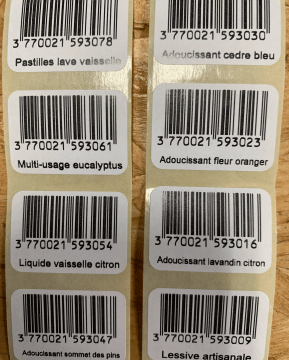 3 770021 593078
Pastilles lave vaisselle
3 770021 593061
Multi-usage eucalyptus
3 770021 593054
Liquide vaisselle citron
3 770021 593047
Adoucissant sommet des pins
3 770021 593030
Adoucissant cedre bleu
3 770021 593023
Adoucissant fleur oranger
3 770021 593016
Adoucissant lavandin citron
3 770021 593009
Lessive artisanale